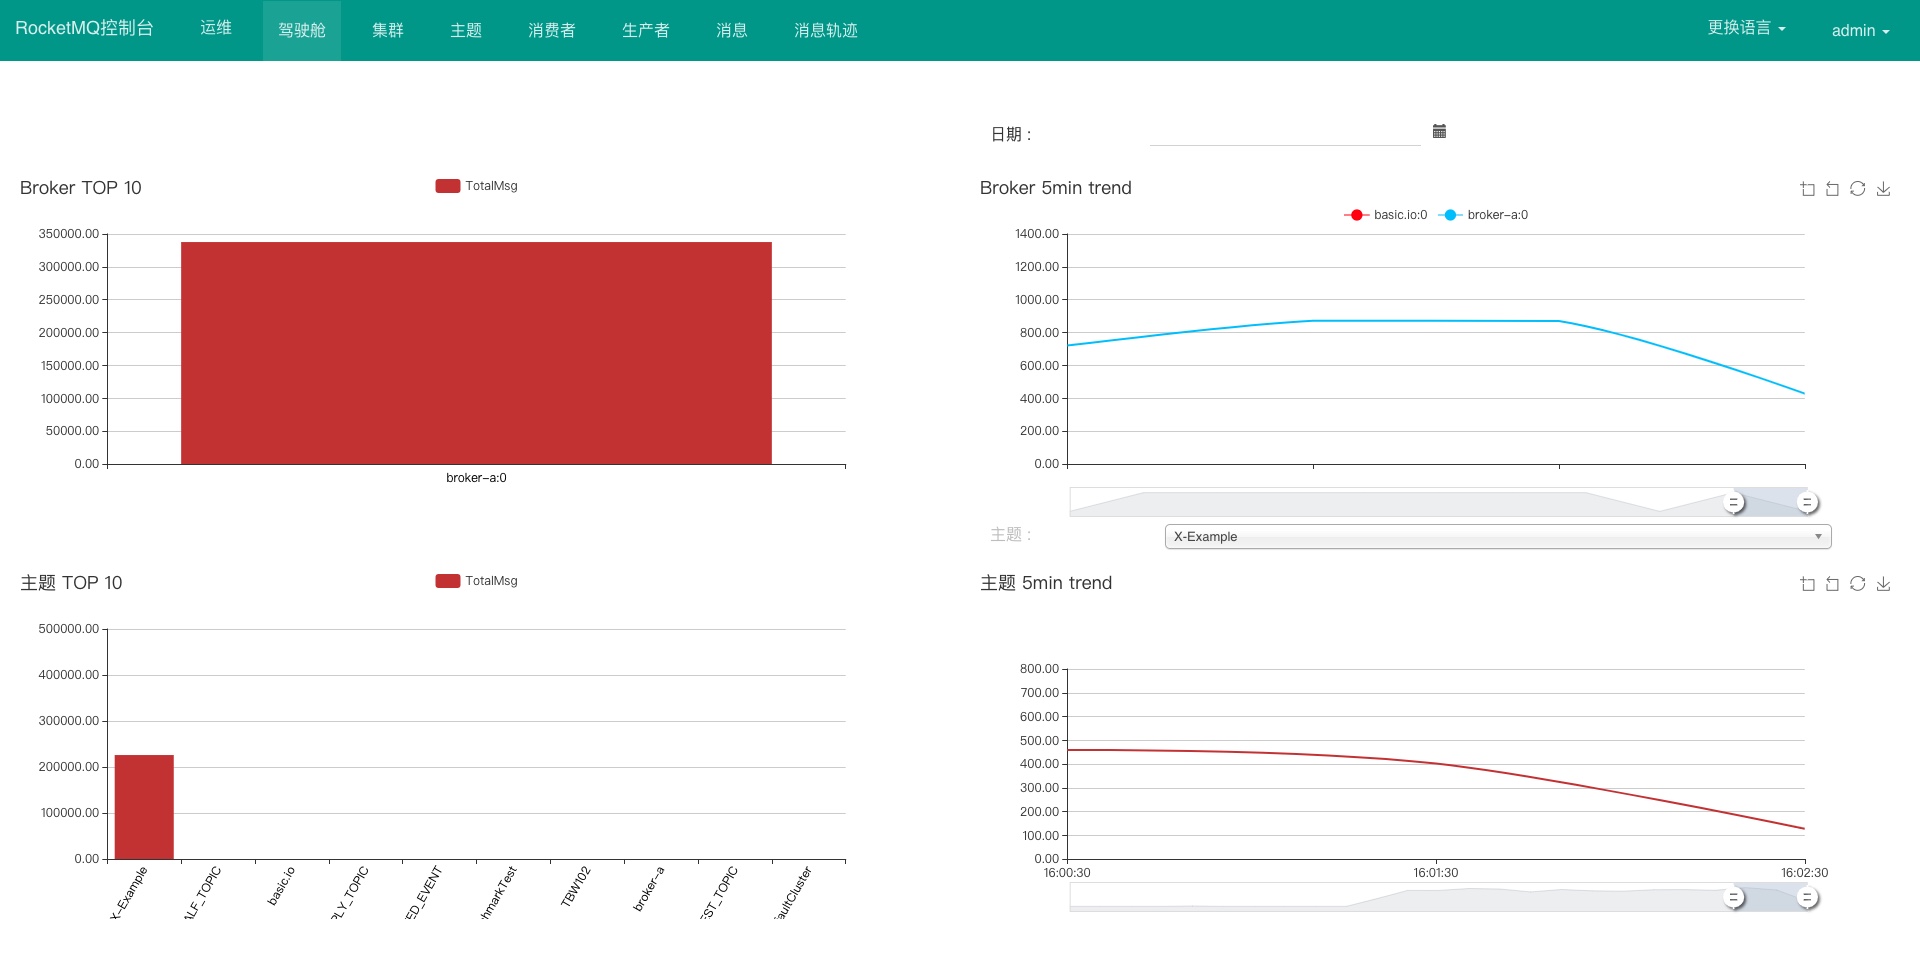 RocketMQ控制台 运维 驾驶舱 集群 主题 消费者 生产者 消息 消息轨迹 更换语言 admin
日期 :
Broker TOP 10
TotalMsg
350000.00
300000.00
250000.00
200000.00
150000.00
100000.00
50000.00
0.00
broker-a:0
Broker 5min trend
basic.io:0 broker-a:0
1400.00
1200.00
1000.00
800.00
600.00
400.00
200.00
0.00
主题 :
X-Example
主题 TOP 10
TotalMsg
500000.00
400000.00
300000.00
200000.00
100000.00
0.00
X-Example ALF_TOPIC basic.io PLY_TOPIC ED_EVENT hmarkTest TBW102 broker-a EST_TOPIC aultCluster
主题 5min trend
800.00
700.00
600.00
500.00
400.00
300.00
200.00
100.00
0.00
16:00:30 16:01:30 16:02:30